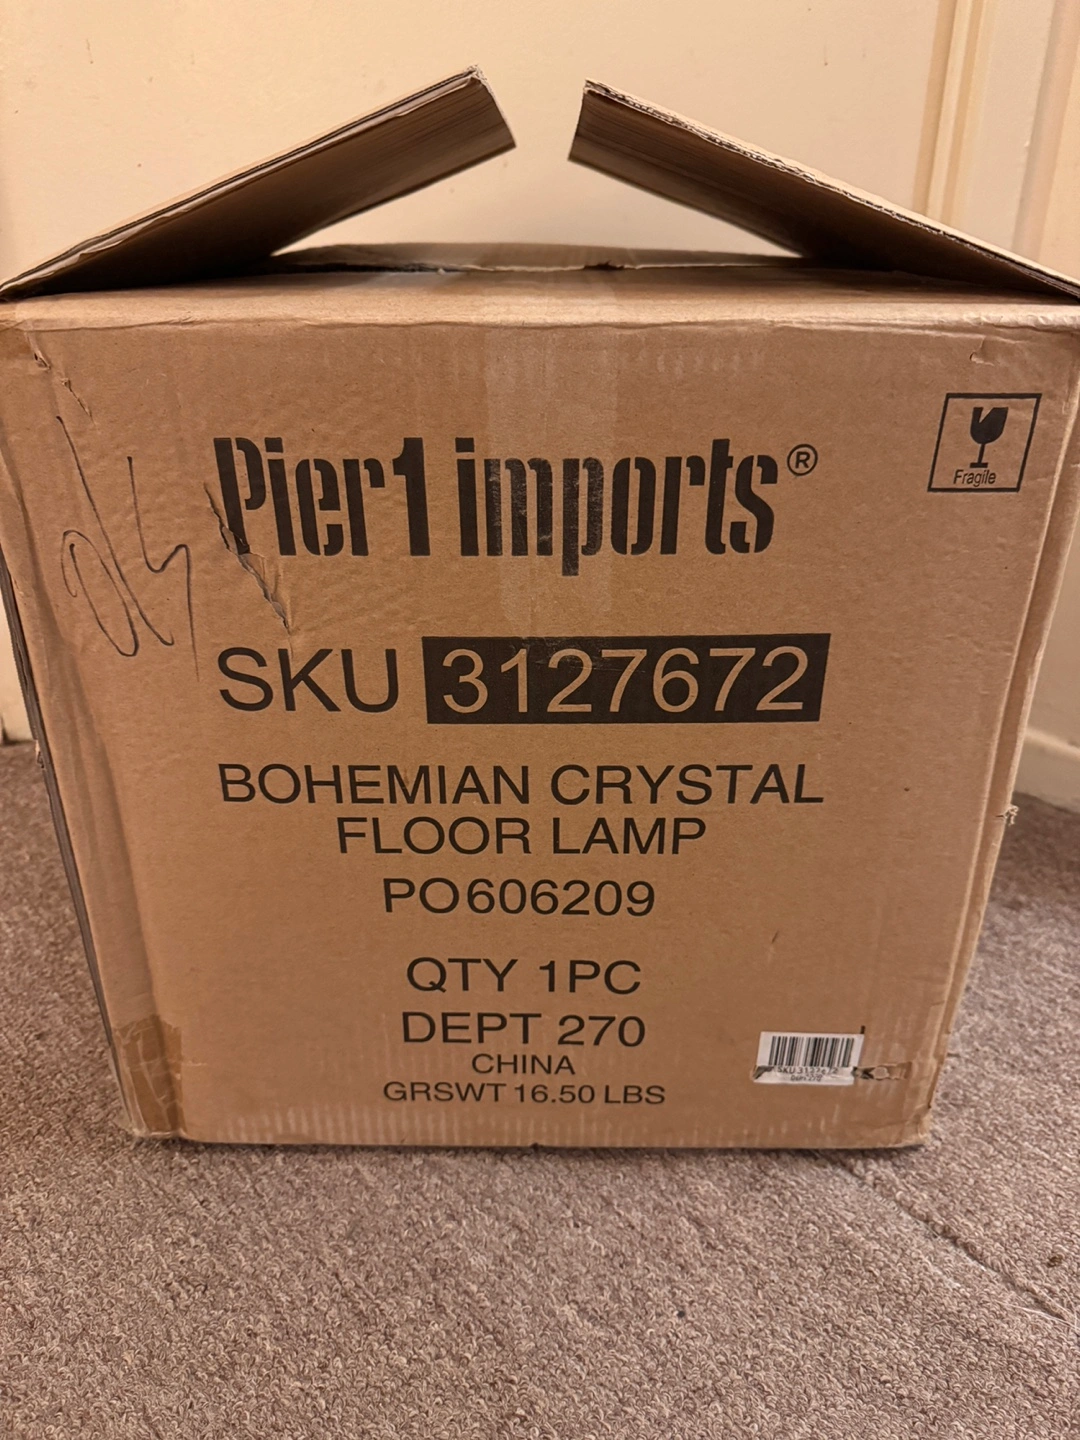 Pier1 imports®
Fragile
SKU 3127672
BOHEMIAN CRYSTAL
FLOOR LAMP
PO606209
QTY 1PC
DEPT 270
CHINA
GRSWT 16.50 LBS
SKU3127672